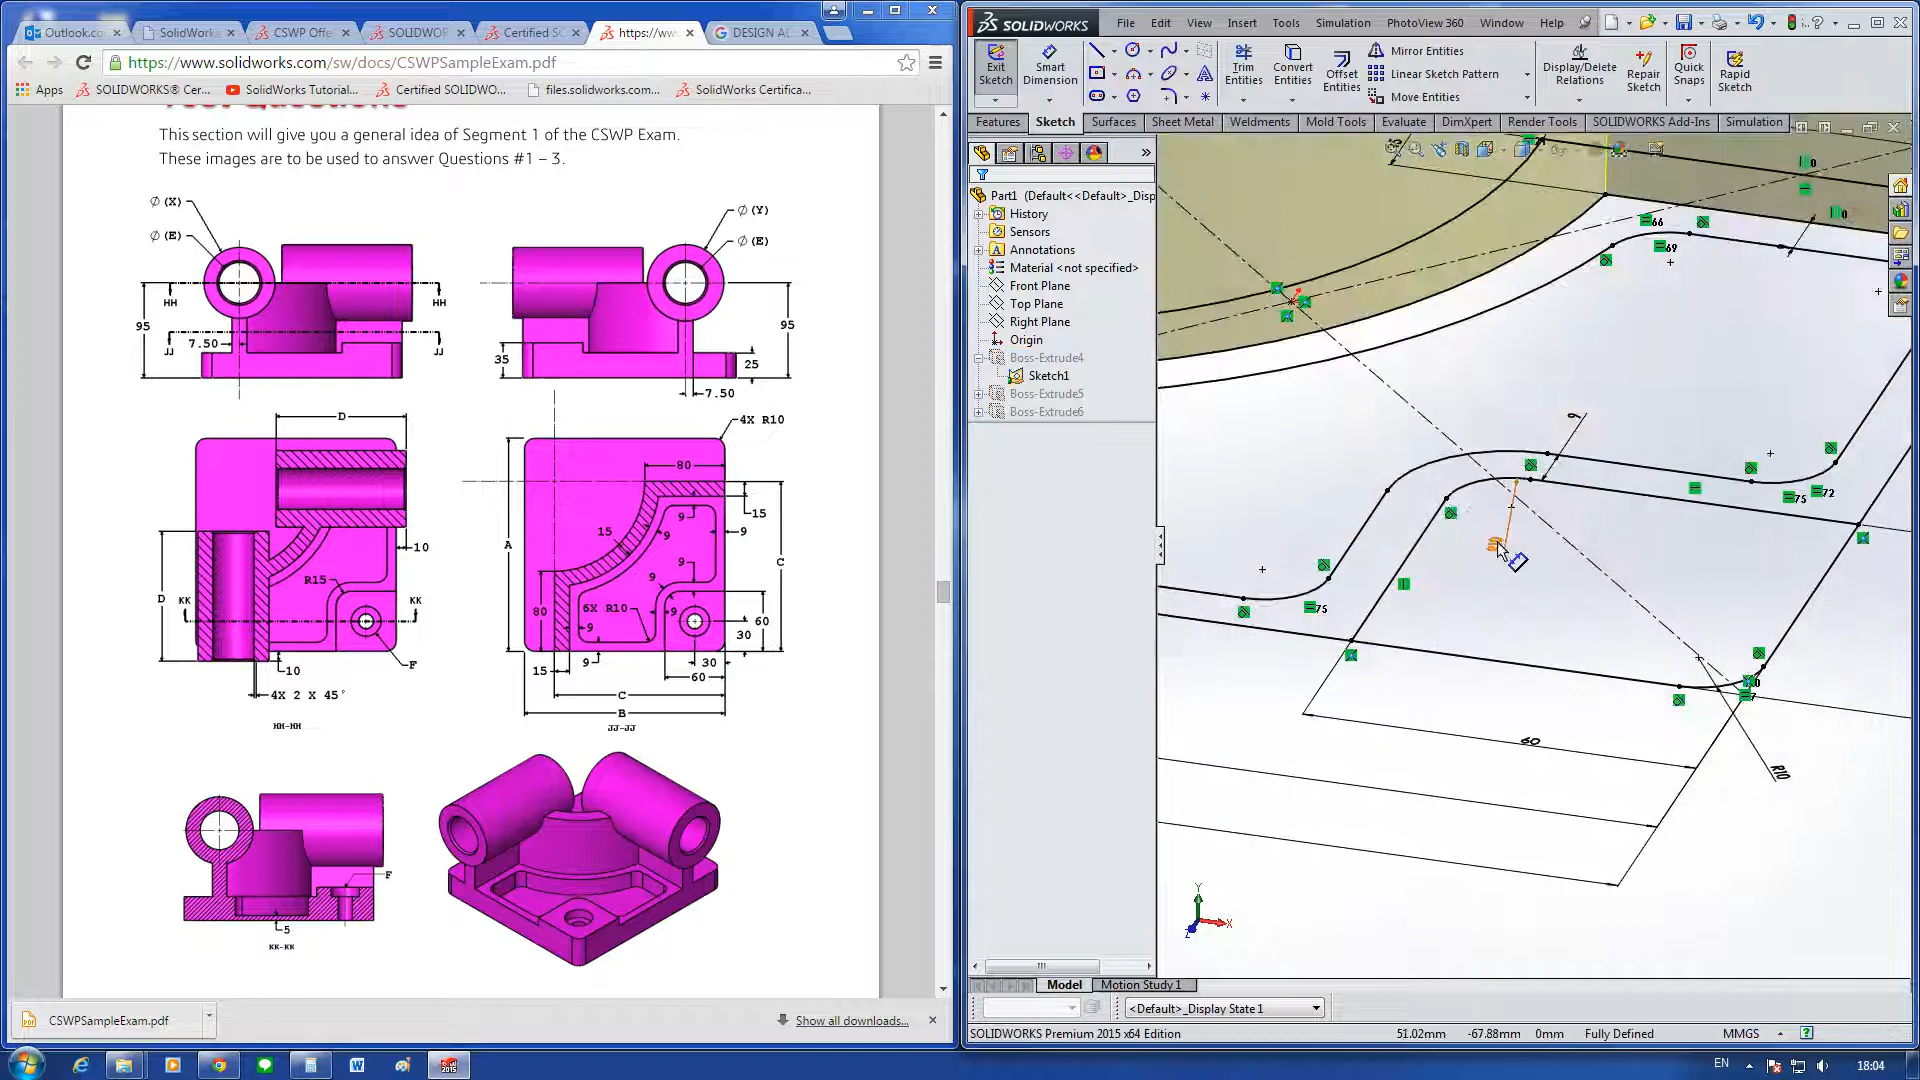 Outlook.co
SolidWorks
CSWP Offe
SOLIDWOR
Certified SO
https://ww
DESIGN AL
https://www.solidworks.com/sw/docs/CSWPSampleExam.pdf
Apps
SOLIDWORKS® Cer...
SolidWorks Tutorial...
Certified SOLIDWO...
files.solidworks.com...
SolidWorks Certifica...
This section will give you a general idea of Segment 1 of the CSWP Exam.
These images are to be used to answer Questions #1 – 3.
Ø (X)
Ø (E)
HH
HH
95
JJ
JJ
7.50
Ø (Y)
Ø (E)
95
35
25
7.50
D
D
KK
KK
R15
10
10
F
4X 2 X 45°
HH-HH
4X R10
80
15
A
15
9
9
9
C
9
9
9
80
6X R10
60
30
9
9
15
30
60
C
B
JJ-JJ
F
5
KK-KK
CSWPSampleExam.pdf
Show all downloads...
SOLIDWORKS
File
Edit
View
Insert
Tools
Simulation
PhotoView 360
Window
Help
Exit Sketch
Smart Dimension
Trim Entities
Convert Entities
Offset Entities
Mirror Entities
Linear Sketch Pattern
Move Entities
Display/Delete Relations
Repair Sketch
Quick Snaps
Rapid Sketch
Features
Sketch
Surfaces
Sheet Metal
Weldments
Mold Tools
Evaluate
DimXpert
Render Tools
SOLIDWORKS Add-Ins
Simulation
Part1 (Default<<Default>_Disp
History
Sensors
Annotations
Material <not specified>
Front Plane
Top Plane
Right Plane
Origin
Boss-Extrude4
Sketch1
Boss-Extrude5
Boss-Extrude6
66
69
9
75
72
75
60
R10
Y
X
Z
Model
Motion Study 1
<Default>_Display State 1
SOLIDWORKS Premium 2015 x64 Edition
51.02mm
-67.88mm
0mm
Fully Defined
MMGS
EN
18:04